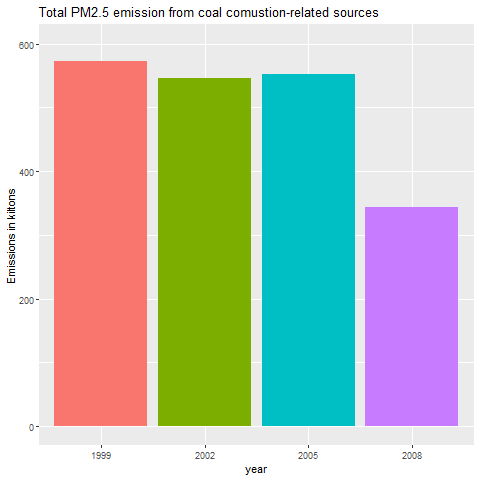 Total PM2.5 emission from coal comustion-related sources
600
400
200
0
Emissions in kiltons
1999 2002 2005 2008
year